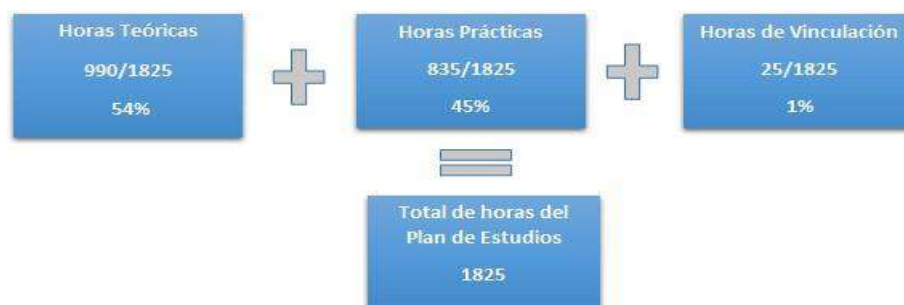 Horas Teóricas
990/1825
54%
Horas Prácticas
835/1825
45%
Horas de Vinculación
25/1825
1%
Total de horas del
Plan de Estudios
1825